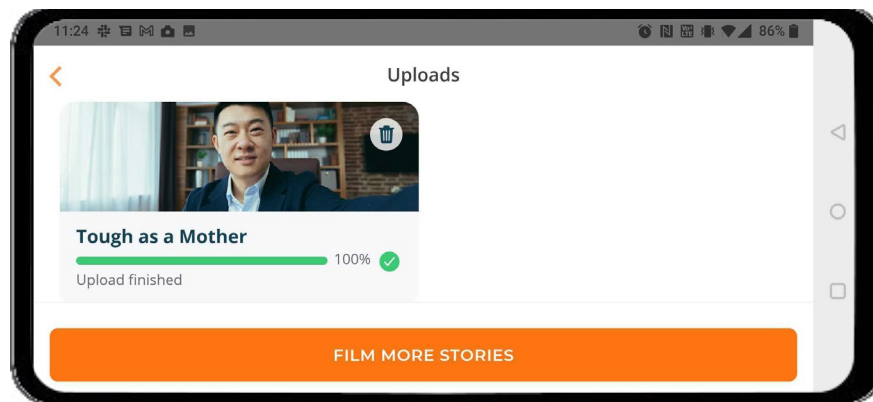 11:24
86%
Uploads
Tough as a Mother
100%
Upload finished
FILM MORE STORIES